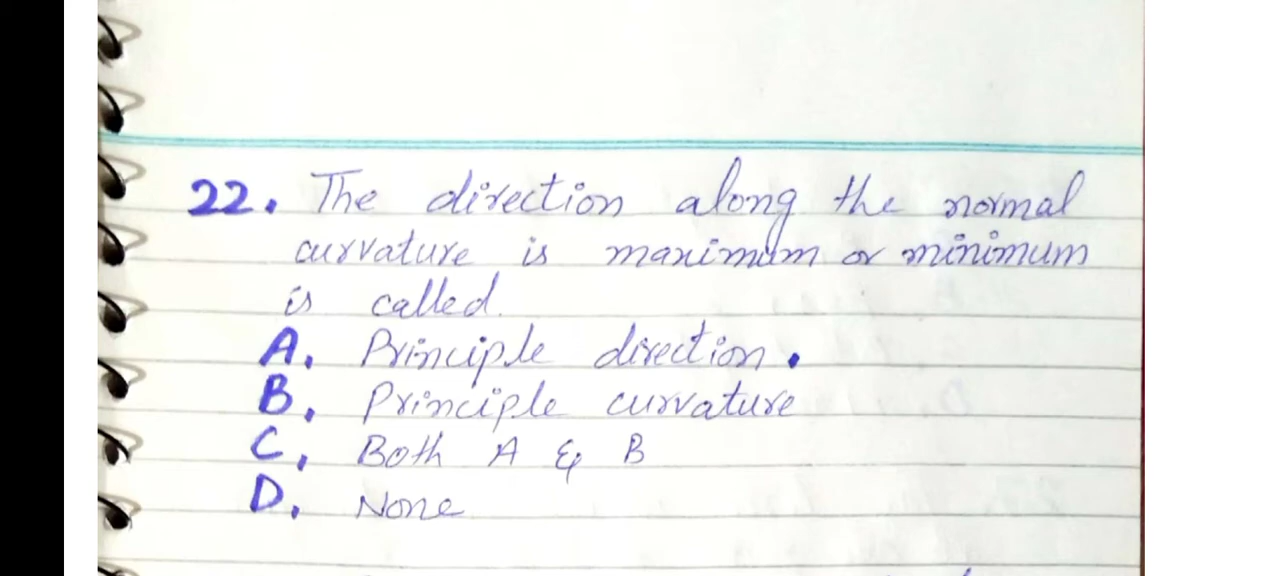 22. The direction along the normal
curvature is maximum or minimum
is called.
A. Principle direction.
B. Principle curvature
C. Both A & B
D. None